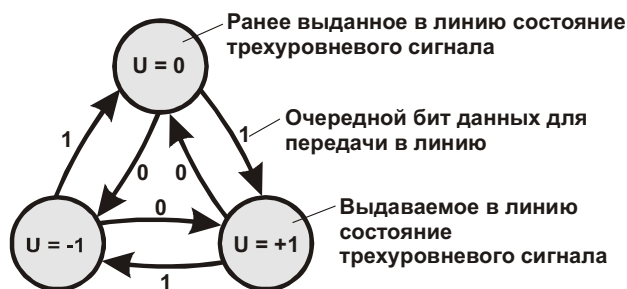 Ранее выданное в линию состояние
трехуровневого сигнала
U = 0
1
1
Очередной бит данных для
передачи в линию
0
0
0
Выдаваемое в линию
состояние
трехуровневого сигнала
U = -1
U = +1
1